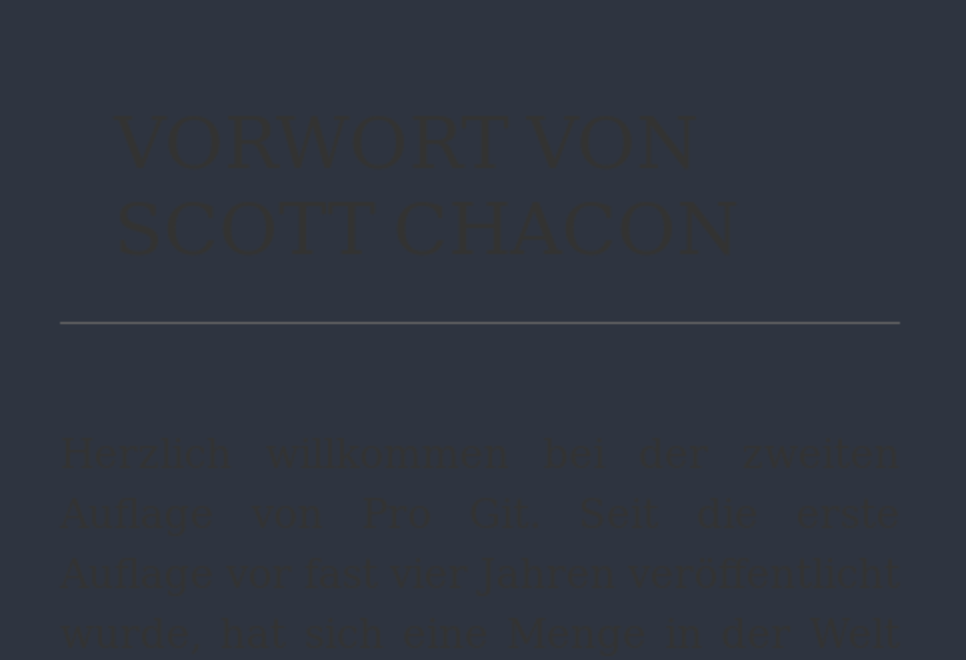 VORWORT VON
SCOTT CHACON
Herzlich willkommen bei der zweiten
Auflage von Pro Git. Seit die erste
Auflage vor fast vier Jahren veröffentlicht
wurde, hat sich eine Menge in der Welt